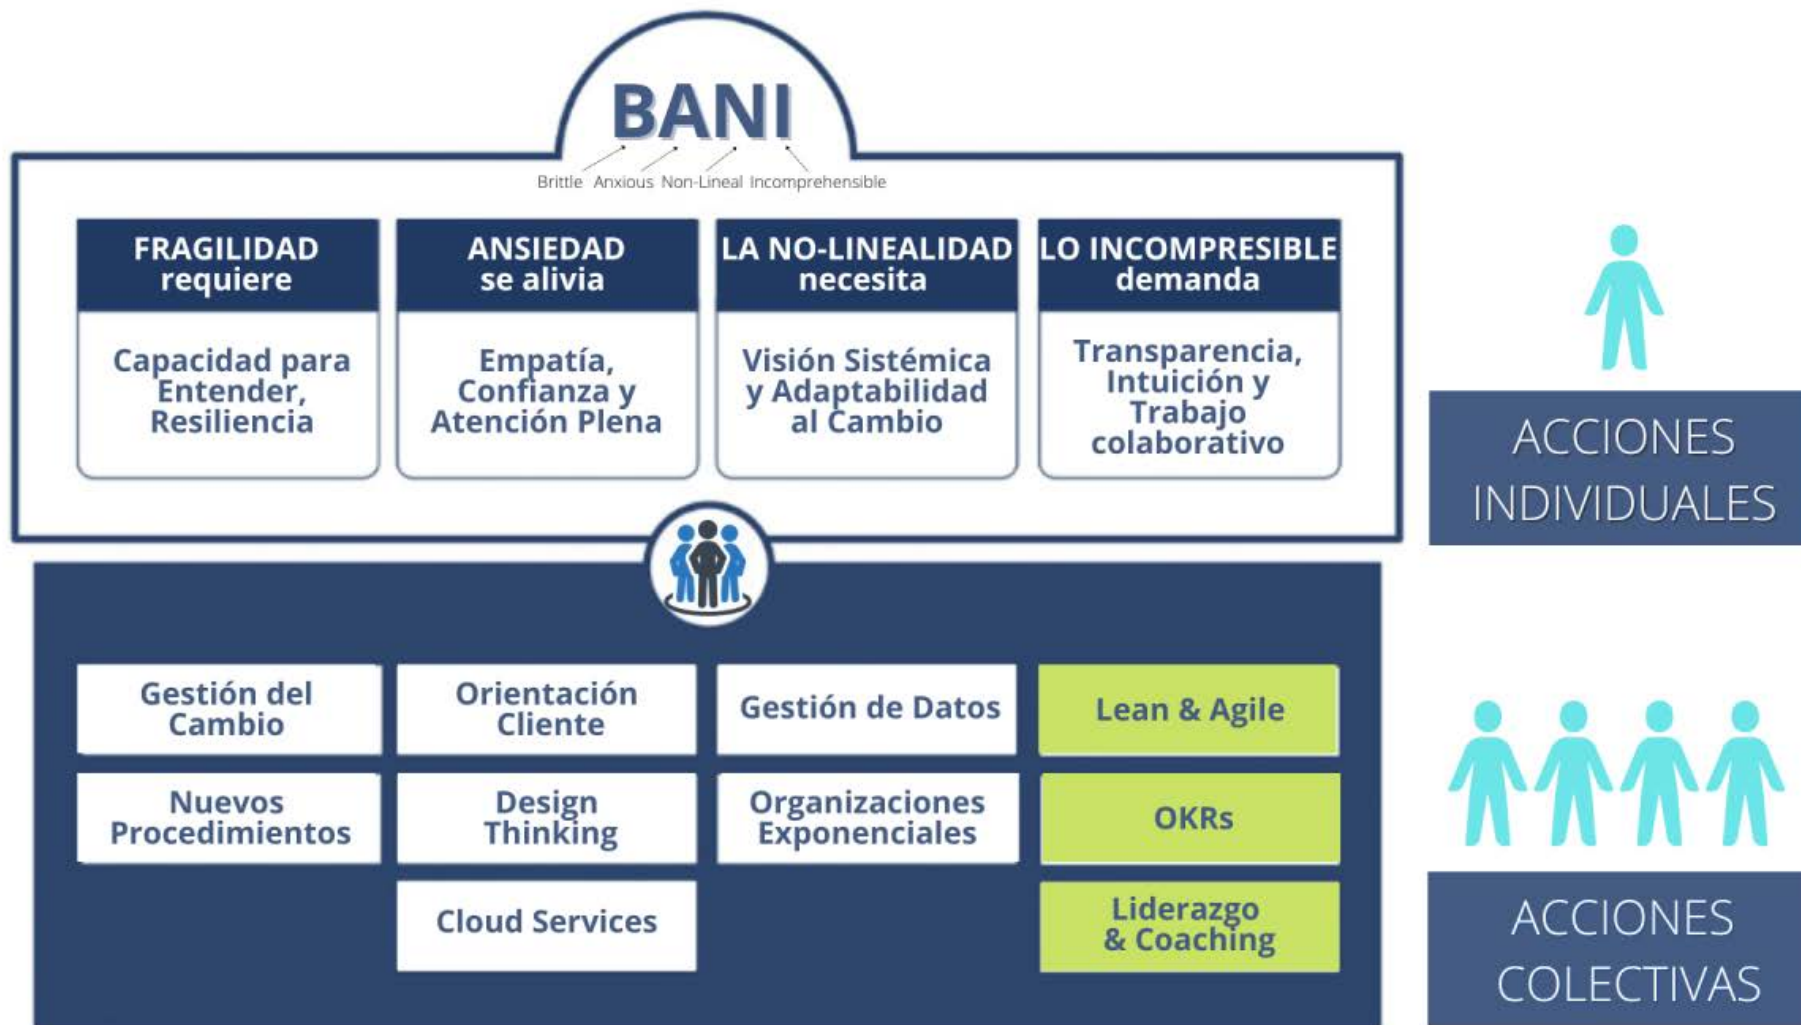 BANI
Brittle Anxious Non-Lineal Incomprehensible
FRAGILIDAD
requiere
Capacidad para
Entender,
Resiliencia
ANSIEDAD
se alivia
Empatía,
Confianza y
Atención Plena
LA NO-LINEALIDAD
necesita
Visión Sistémica
y Adaptabilidad
al Cambio
LO INCOMPRESIBLE
demanda
Transparencia,
Intuición y
Trabajo
colaborativo
ACCIONES
INDIVIDUALES
Gestión del
Cambio
Orientación
Cliente
Gestión de Datos
Lean & Agile
Nuevos
Procedimientos
Design
Thinking
Organizaciones
Exponenciales
OKRs
Cloud Services
Liderazgo
& Coaching
ACCIONES
COLECTIVAS